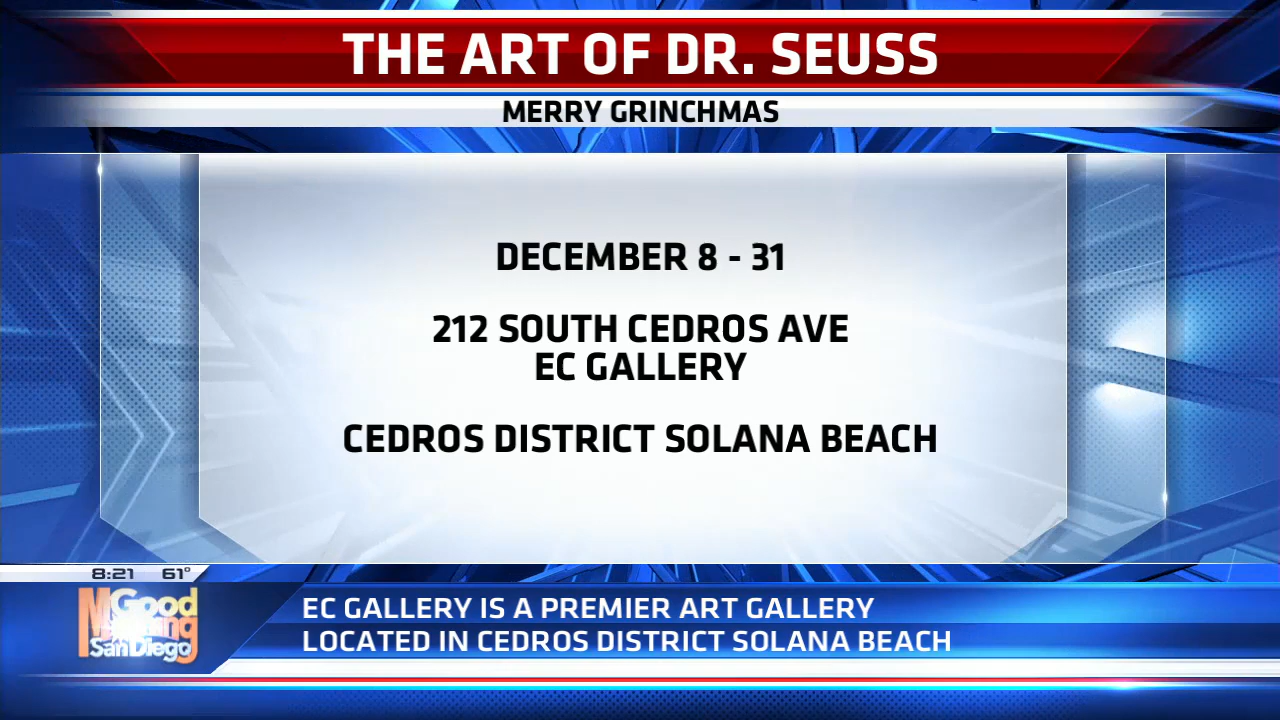 THE ART OF DR. SEUSS
MERRY GRINCHMAS
DECEMBER 8 - 31
212 SOUTH CEDROS AVE
EC GALLERY
CEDROS DISTRICT SOLANA BEACH
8:21 61°
Good
Morning
San Diego
EC GALLERY IS A PREMIER ART GALLERY
LOCATED IN CEDROS DISTRICT SOLANA BEACH